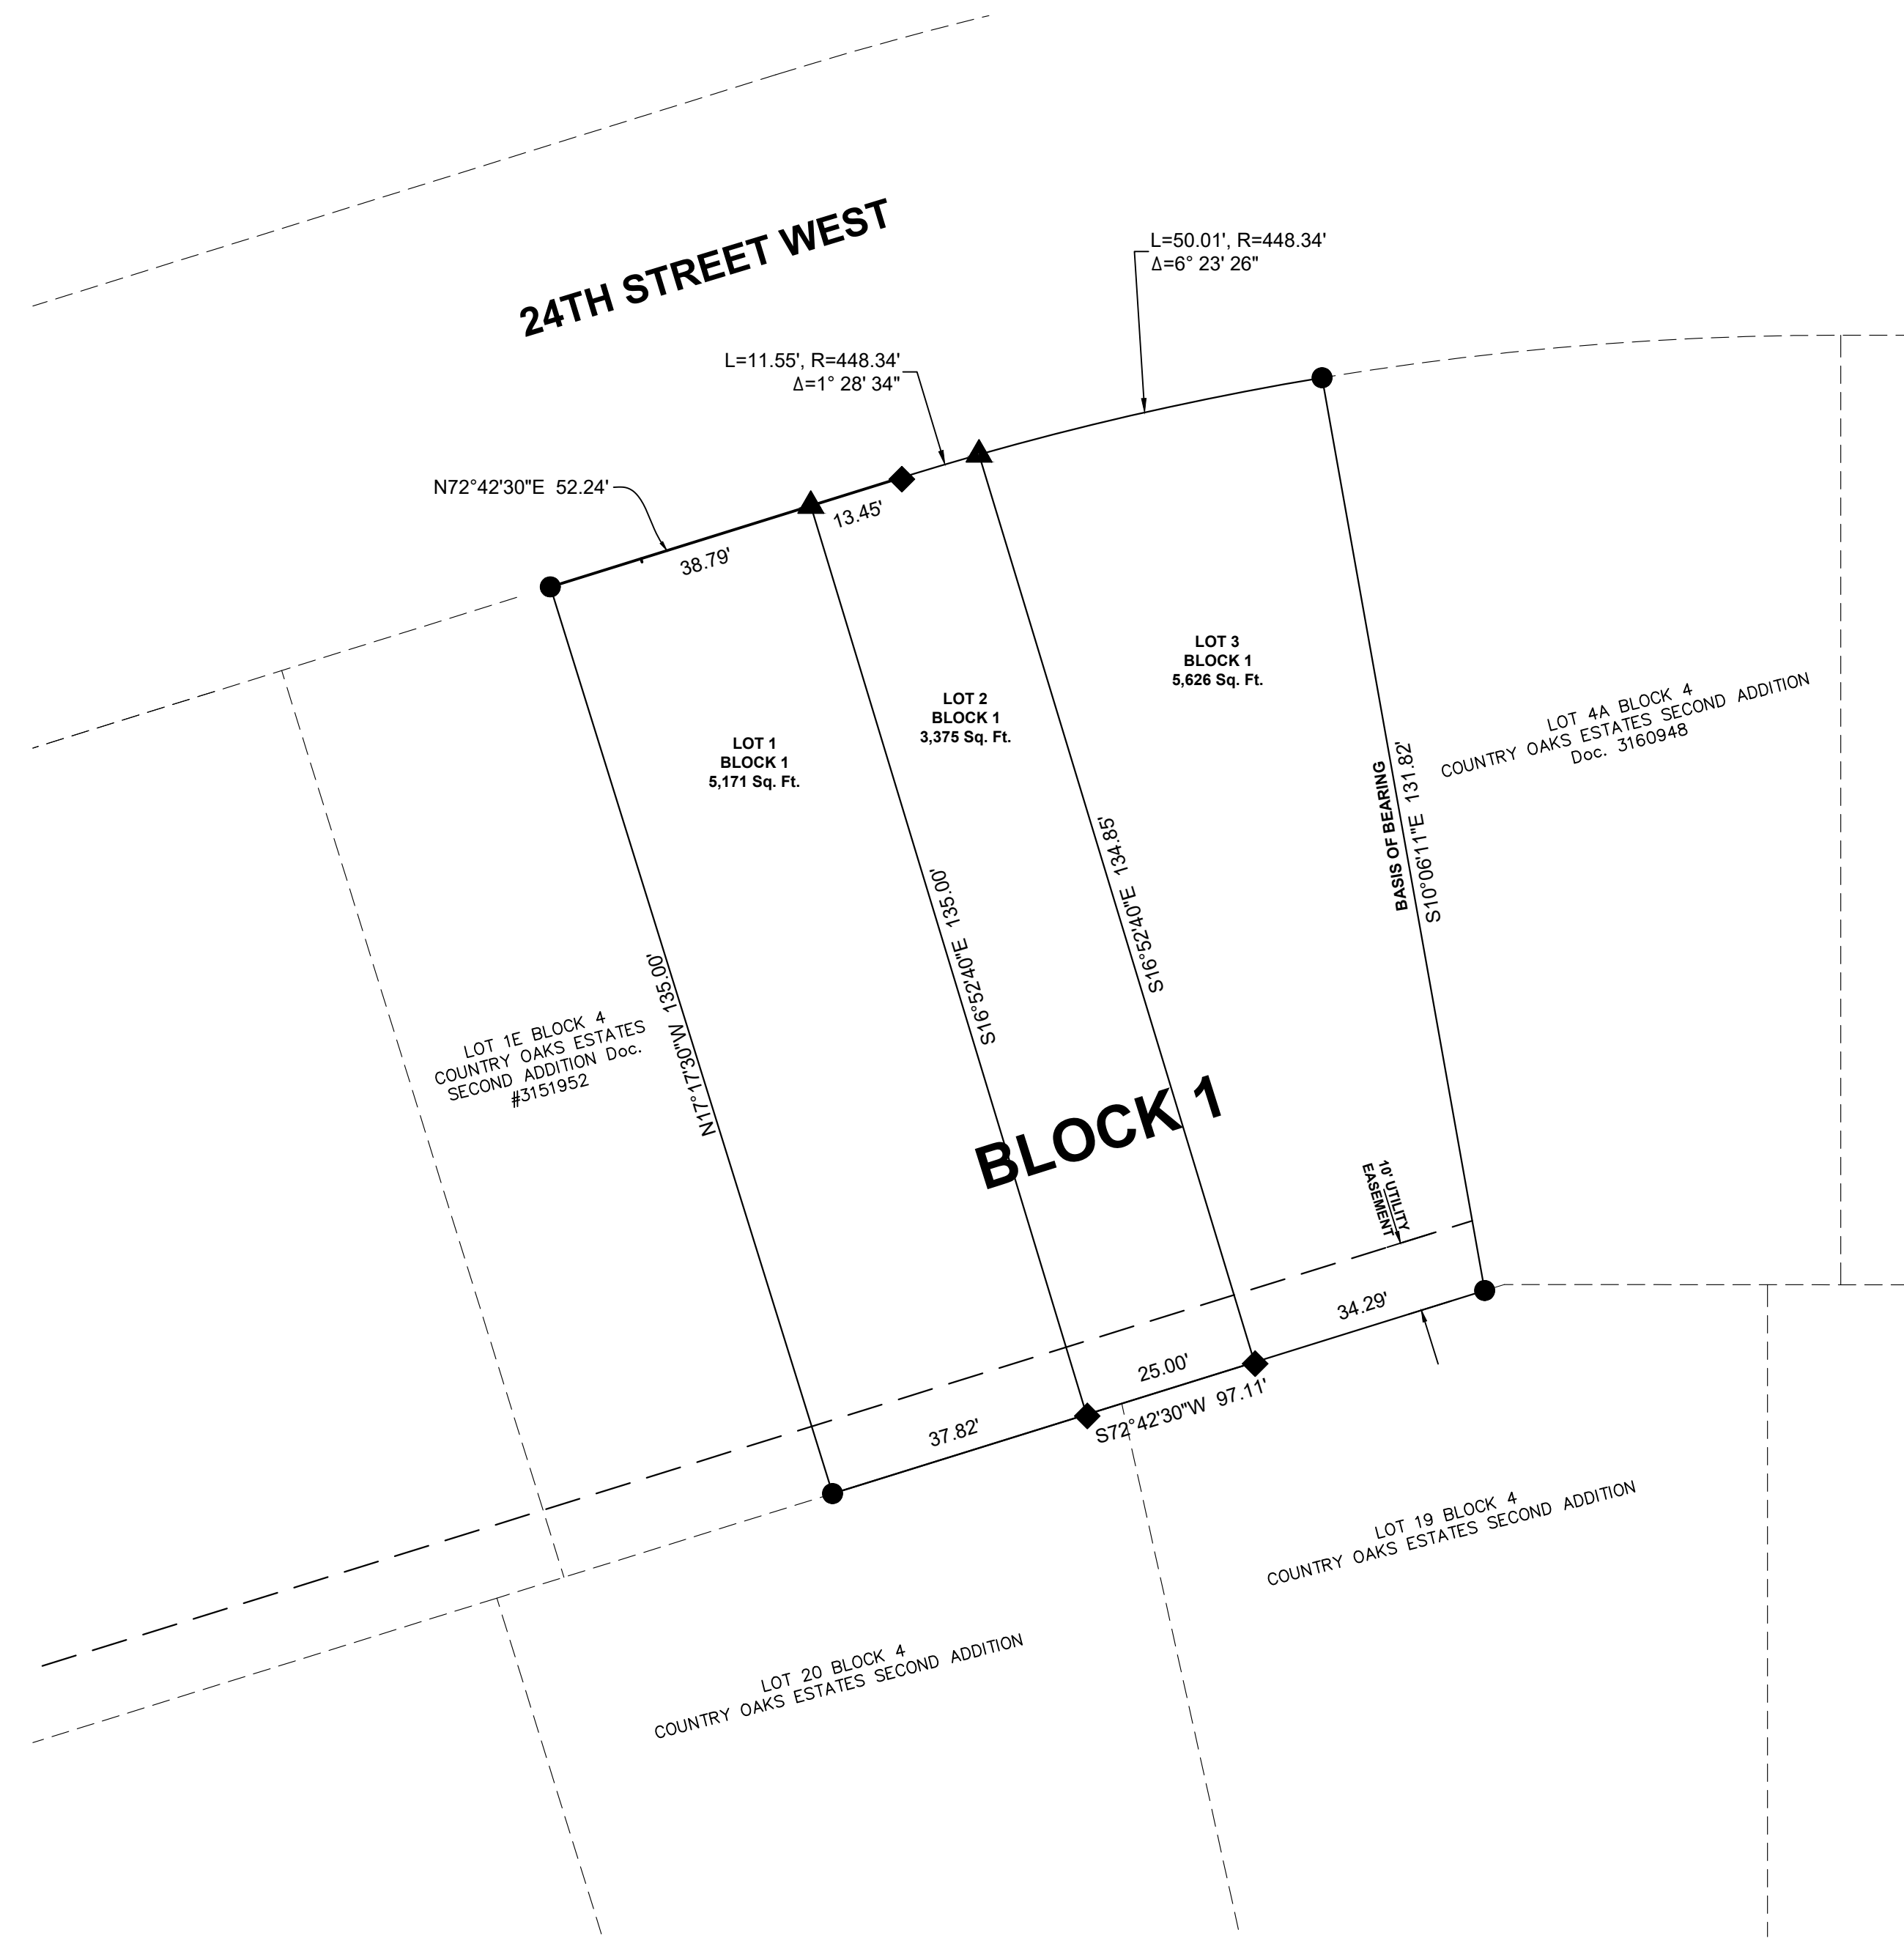 24TH STREET WEST
L=50.01', R=448.34'
Δ=6° 23' 26"
L=11.55', R=448.34'
Δ=1° 28' 34"
N72°42'30"E 52.24'
13.45'
38.79'
LOT 3
BLOCK 1
5,626 Sq. Ft.
LOT 2
BLOCK 1
3,375 Sq. Ft.
LOT 1
BLOCK 1
5,171 Sq. Ft.
LOT 4A BLOCK 4
COUNTRY OAKS ESTATES SECOND ADDITION
Doc. 3160948
BASIS OF BEARING
S10°06'11"E 131.82'
S16°52'40"E 134.85'
S16°52'40"E 135.00'
N17°17'30"W 135.00'
LOT 1E BLOCK 4
COUNTRY OAKS ESTATES
SECOND ADDITION Doc.
#3151952
BLOCK 1
10' UTILITY
EASEMENT
34.29'
25.00'
S72°42'30"W 97.11'
37.82'
LOT 19 BLOCK 4
COUNTRY OAKS ESTATES SECOND ADDITION
LOT 20 BLOCK 4
COUNTRY OAKS ESTATES SECOND ADDITION